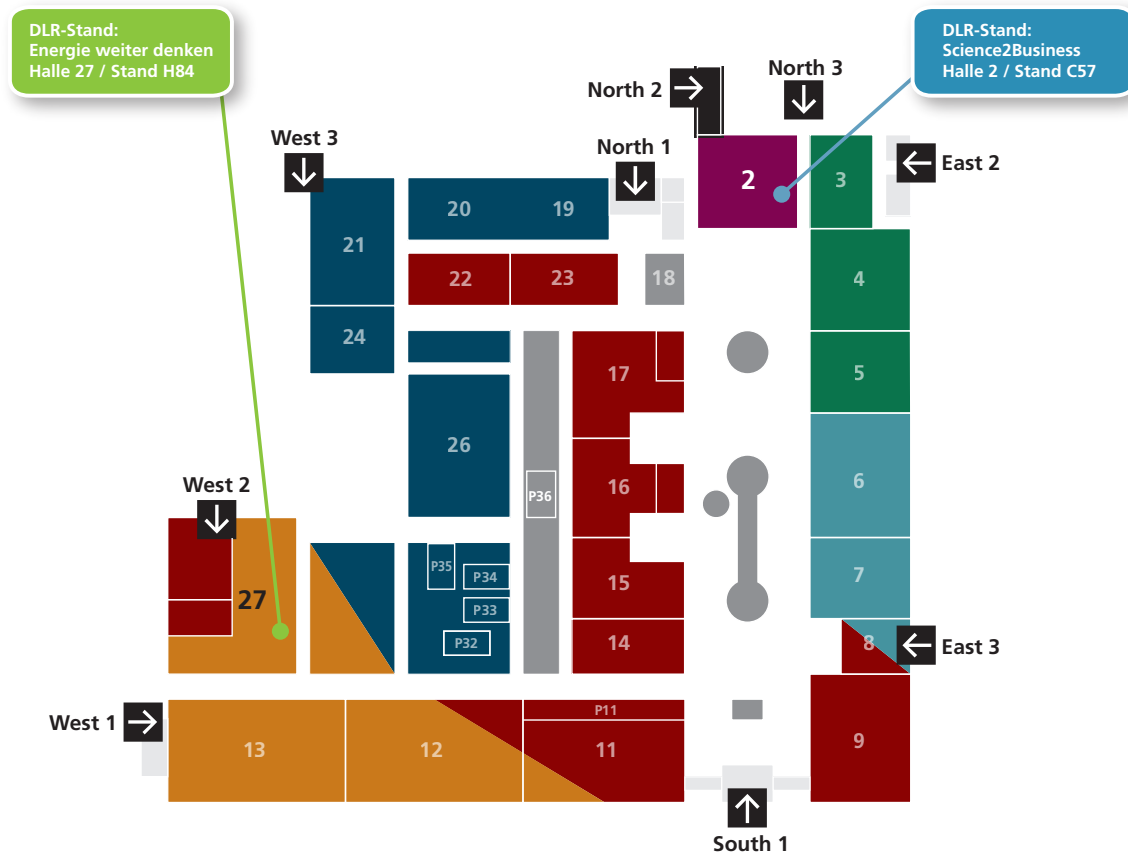 DLR-Stand:
Energie weiter denken
Halle 27 / Stand H84
DLR-Stand:
Science2Business
Halle 2 / Stand C57
North 3
North 2
West 3
North 1
East 2
2
3
20
19
21
22
23
18
4
24
17
5
26
6
West 2
P36
16
27
P35
P34
P33
P32
15
7
14
8
East 3
West 1
P11
13
12
11
9
South 1